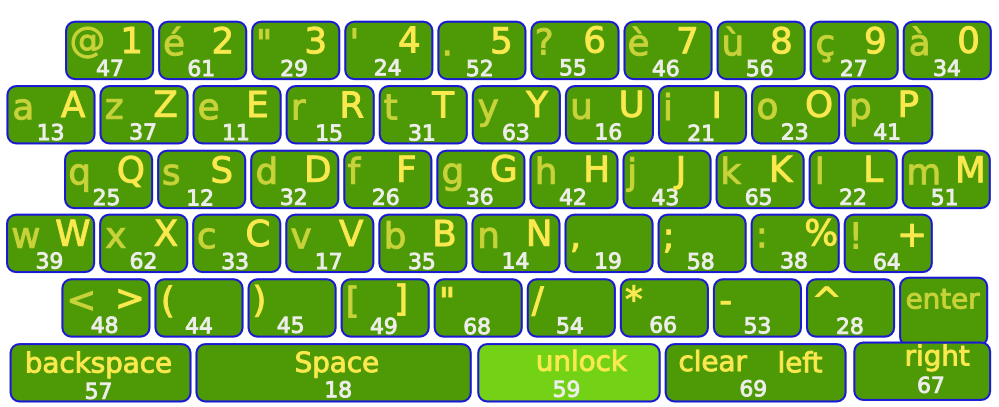 @ 1 é 2 " 3 ' 4 . 5 ? 6 è 7 ù 8 ç 9 à 0
47 61 29 24 52 55 46 56 27 34
a A z Z e E r R t T y Y u U i I o O p P
13 37 11 15 31 63 16 21 23 41
q Q s S d D f F g G h H j J k K l L m M
25 12 32 26 36 42 43 65 22 51
w W x X c C v V b B n N , ; : % ! +
39 62 33 17 35 14 19 58 38 64
< > ( ) [ ] " / * - ^ enter
48 44 45 49 68 54 66 53 28
backspace Space unlock clear left right
57 18 59 69 67